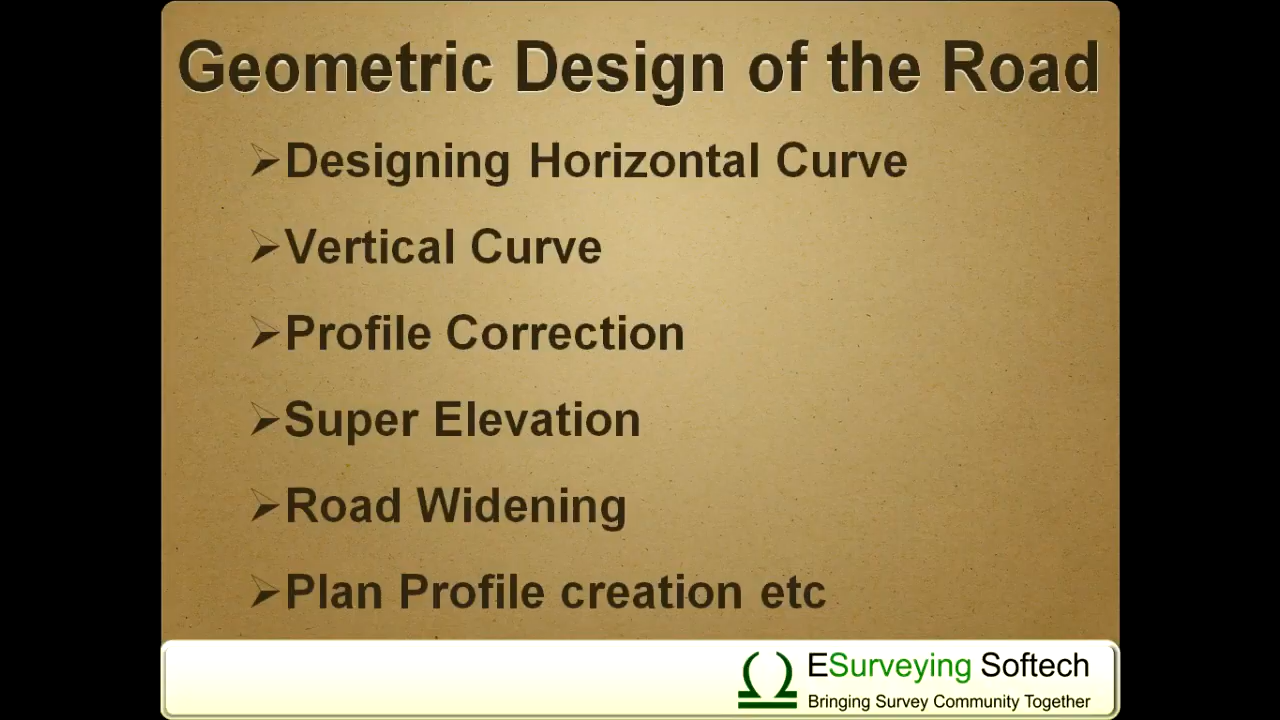 Geometric Design of the Road
Designing Horizontal Curve
Vertical Curve
Profile Correction
Super Elevation
Road Widening
Plan Profile creation etc
ESurveying Softech
Bringing Survey Community Together